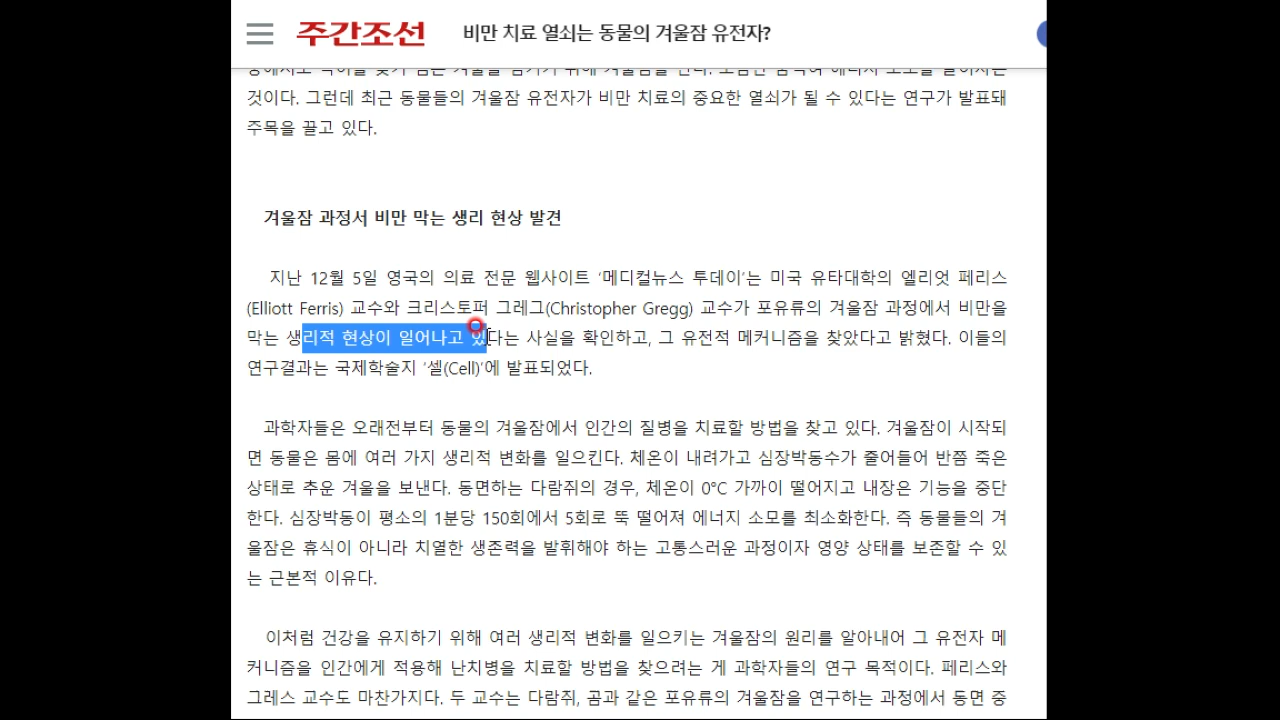 주간조선
비만 치료 열쇠는 동물의 겨울잠 유전자?
것이다. 그런데 최근 동물들의 겨울잠 유전자가 비만 치료의 중요한 열쇠가 될 수 있다는 연구가 발표돼
주목을 끌고 있다.
겨울잠 과정서 비만 막는 생리 현상 발견
지난 12월 5일 영국의 의료 전문 웹사이트 ‘메디컬뉴스 투데이’는 미국 유타대학의 엘리엇 페리스
(Elliott Ferris) 교수와 크리스토퍼 그레그(Christopher Gregg) 교수가 포유류의 겨울잠 과정에서 비만을
막는 생리적 현상이 일어나고 있다는 사실을 확인하고, 그 유전적 메커니즘을 찾았다고 밝혔다. 이들의
연구결과는 국제학술지 ‘셀(Cell)’에 발표되었다.
과학자들은 오래전부터 동물의 겨울잠에서 인간의 질병을 치료할 방법을 찾고 있다. 겨울잠이 시작되
면 동물은 몸에 여러 가지 생리적 변화를 일으킨다. 체온이 내려가고 심장박동수가 줄어들어 반쯤 죽은
상태로 추운 겨울을 보낸다. 동면하는 다람쥐의 경우, 체온이 0°C 가까이 떨어지고 내장은 기능을 중단
한다. 심장박동이 평소의 1분당 150회에서 5회로 뚝 떨어져 에너지 소모를 최소화한다. 즉 동물들의 겨
울잠은 휴식이 아니라 치열한 생존력을 발휘해야 하는 고통스러운 과정이자 영양 상태를 보존할 수 있
는 근본적 이유다.
이처럼 건강을 유지하기 위해 여러 생리적 변화를 일으키는 겨울잠의 원리를 알아내어 그 유전자 메
커니즘을 인간에게 적용해 난치병을 치료할 방법을 찾으려는 게 과학자들의 연구 목적이다. 페리스와
그레스 교수도 마찬가지다. 두 교수는 다람쥐, 곰과 같은 포유류의 겨울잠을 연구하는 과정에서 동면 중